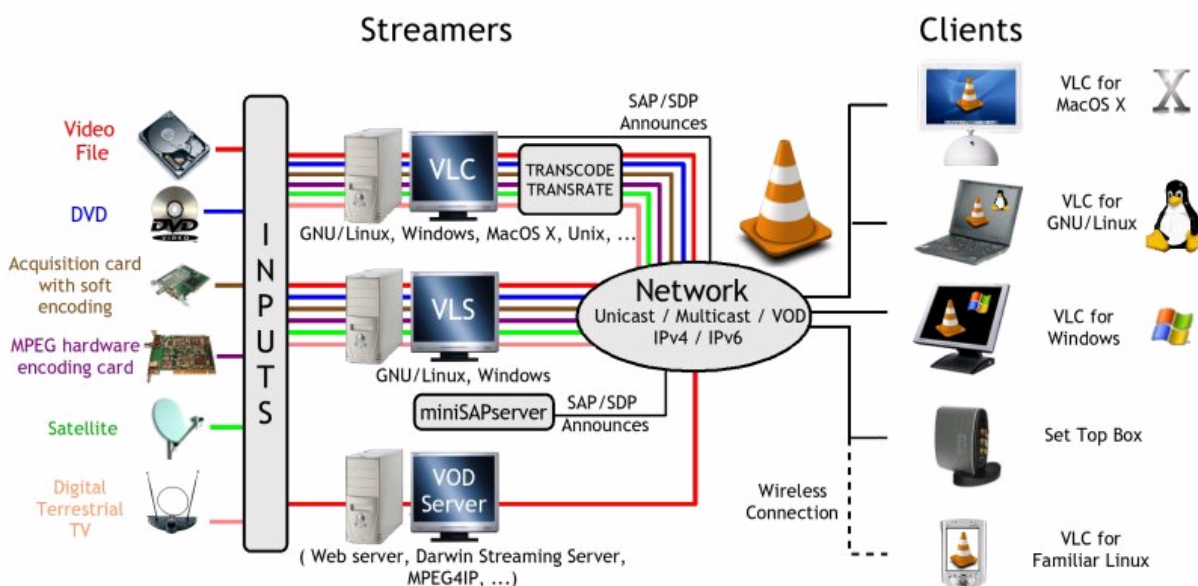 Streamers
Clients
Video
File
DVD
DVD
VIDEO
Acquisition card
with soft
encoding
MPEG hardware
encoding card
Satellite
Digital
Terrestrial
TV
INPUTS
VLC
TRANSCODE
TRANSRATE
SAP/SDP
Announces
GNU/Linux, Windows, MacOS X, Unix, ...
VLS
GNU/Linux, Windows
Network
Unicast / Multicast / VOD
IPv4 / IPv6
miniSAPserver
SAP/SDP
Announces
VOD
Server
( Web server, Darwin Streaming Server,
MPEG4IP, ...)
Wireless
Connection
VLC for
MacOS X
X
VLC for
GNU/Linux
VLC for
Windows
Set Top Box
VLC for
Familiar Linux